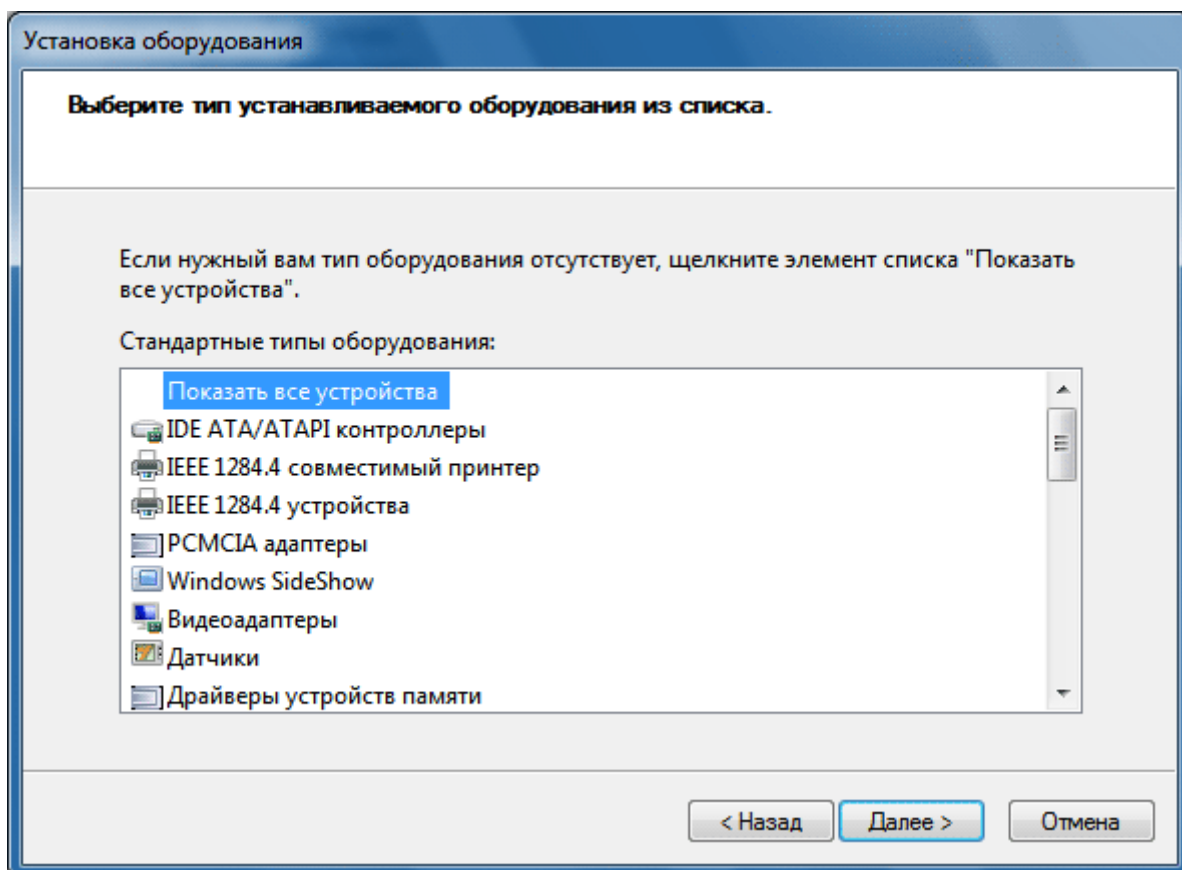 Установка оборудования
Выберите тип устанавливаемого оборудования из списка.
Если нужный вам тип оборудования отсутствует, щелкните элемент списка "Показать
все устройства".
Стандартные типы оборудования:
Показать все устройства
IDE ATA/ATAPI контроллеры
IEEE 1284.4 совместимый принтер
IEEE 1284.4 устройства
PCMCIA адаптеры
Windows SideShow
Видеоадаптеры
Датчики
Драйверы устройств памяти
< Назад
Далее >
Отмена